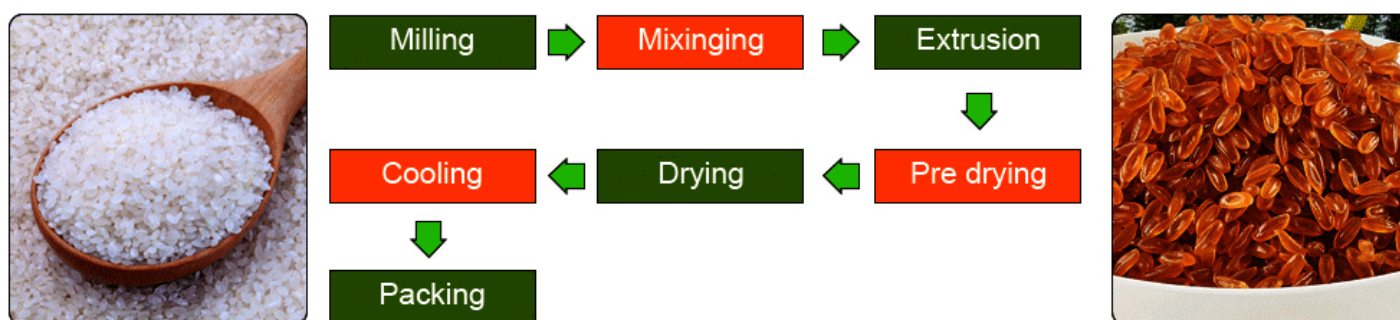 Milling
Mixinging
Extrusion
Pre drying
Drying
Cooling
Packing